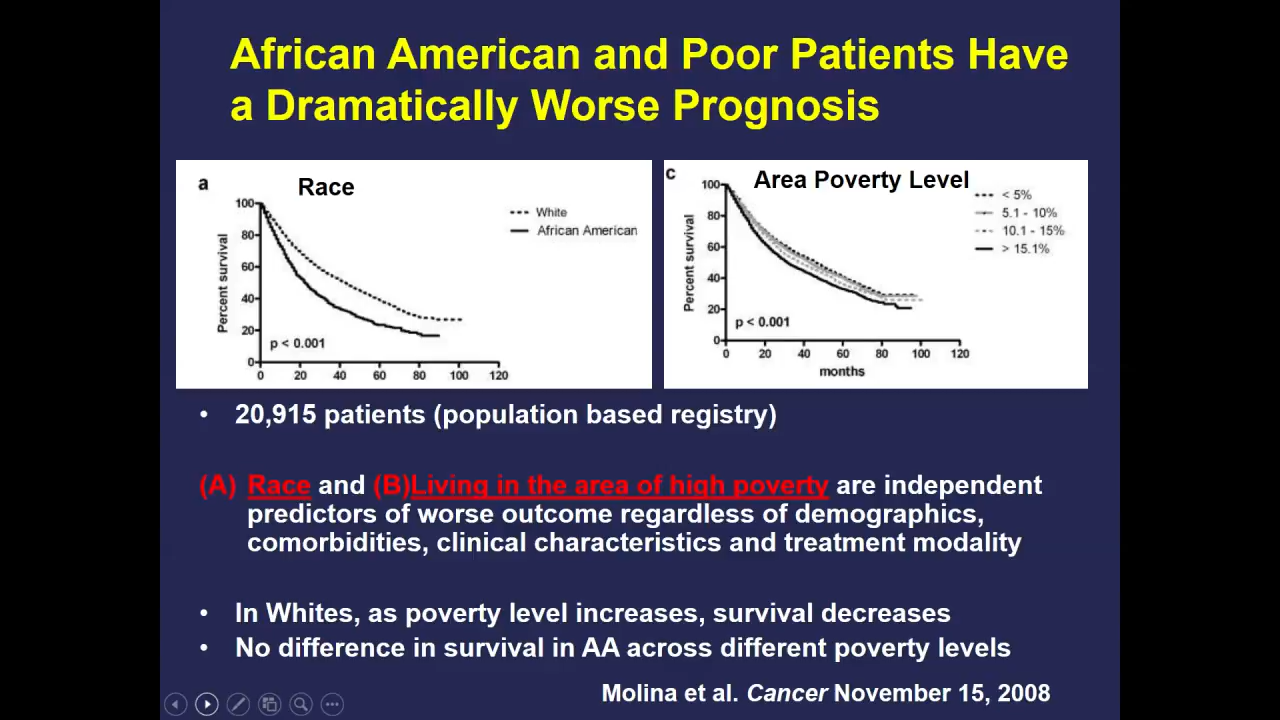 African American and Poor Patients Have
a Dramatically Worse Prognosis
a
Race
100
80
60
40
20
0
Percent survival
p < 0.001
0 20 40 60 80 100 120
White
African American
c
Area Poverty Level
100
80
60
40
20
0
Percent survival
p < 0.001
0 20 40 60 80 100 120
months
< 5%
5.1 - 10%
10.1 - 15%
> 15.1%
• 20,915 patients (population based registry)
(A) Race and (B)Living in the area of high poverty are independent
predictors of worse outcome regardless of demographics,
comorbidities, clinical characteristics and treatment modality
• In Whites, as poverty level increases, survival decreases
• No difference in survival in AA across different poverty levels
Molina et al. Cancer November 15, 2008